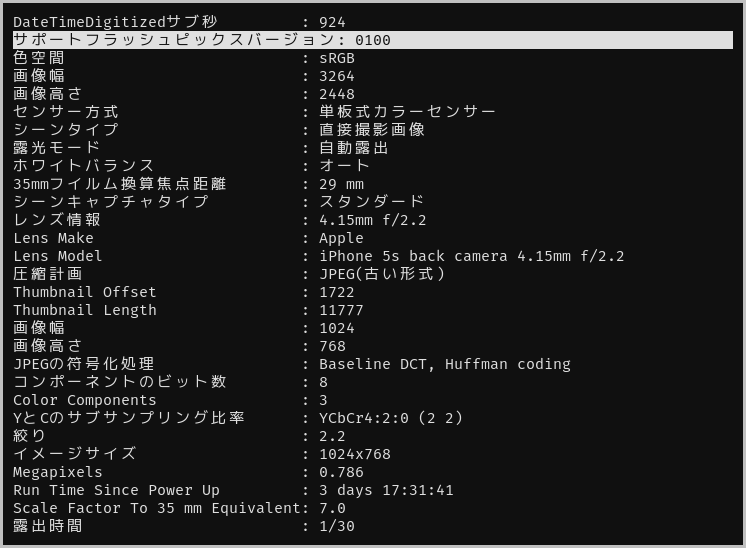 DateTimeDigitizedサブ秒 : 924
サポートフラッシュピックスバージョン: 0100
色空間 : sRGB
画像幅 : 3264
画像高さ : 2448
センサー方式 : 単板式カラーセンサー
シーンタイプ : 直接撮影画像
露光モード : 自動露出
ホワイトバランス : オート
35mmフイルム換算焦点距離 : 29 mm
シーンキャプチャタイプ : スタンダード
レンズ情報 : 4.15mm f/2.2
Lens Make : Apple
Lens Model : iPhone 5s back camera 4.15mm f/2.2
圧縮計画 : JPEG(古い形式)
Thumbnail Offset : 1722
Thumbnail Length : 11777
画像幅 : 1024
画像高さ : 768
JPEGの符号化処理 : Baseline DCT, Huffman coding
コンポーネントのビット数 : 8
Color Components : 3
YとCのサブサンプリング比率 : YCbCr4:2:0 (2 2)
絞り : 2.2
イメージサイズ : 1024x768
Megapixels : 0.786
Run Time Since Power Up : 3 days 17:31:41
Scale Factor To 35 mm Equivalent: 7.0
露出時間 : 1/30